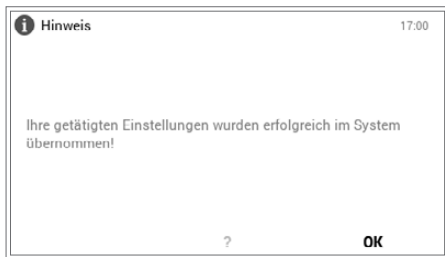 Hinweis 17:00
Ihre getätigten Einstellungen wurden erfolgreich im System
übernommen!
? OK